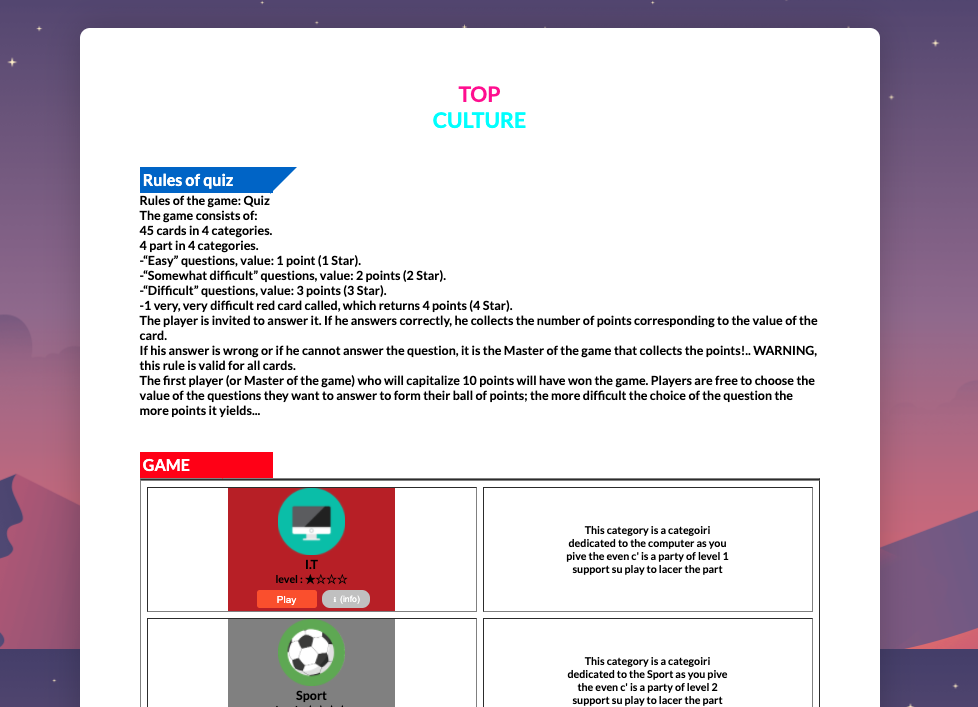 TOP
CULTURE
Rules of quiz
Rules of the game: Quiz
The game consists of:
45 cards in 4 categories.
4 part in 4 categories.
-“Easy” questions, value: 1 point (1 Star).
-“Somewhat difficult” questions, value: 2 points (2 Star).
-“Difficult” questions, value: 3 points (3 Star).
-1 very, very difficult red card called, which returns 4 points (4 Star).
The player is invited to answer it. If he answers correctly, he collects the number of points corresponding to the value of the
card.
If his answer is wrong or if he cannot answer the question, it is the Master of the game that collects the points!.. WARNING,
this rule is valid for all cards.
The first player (or Master of the game) who will capitalize 10 points will have won the game. Players are free to choose the
value of the questions they want to answer to form their ball of points; the more difficult the choice of the question the
more points it yields...
GAME
I.T
level : ★☆☆☆
Play
ℹ (info)
This category is a categoiri
dedicated to the computer as you
pive the even c' is a party of level 1
support su play to lacer the part
Sport
This category is a categoiri
dedicated to the Sport as you pive
the even c' is a party of level 2
support su play to lacer the part